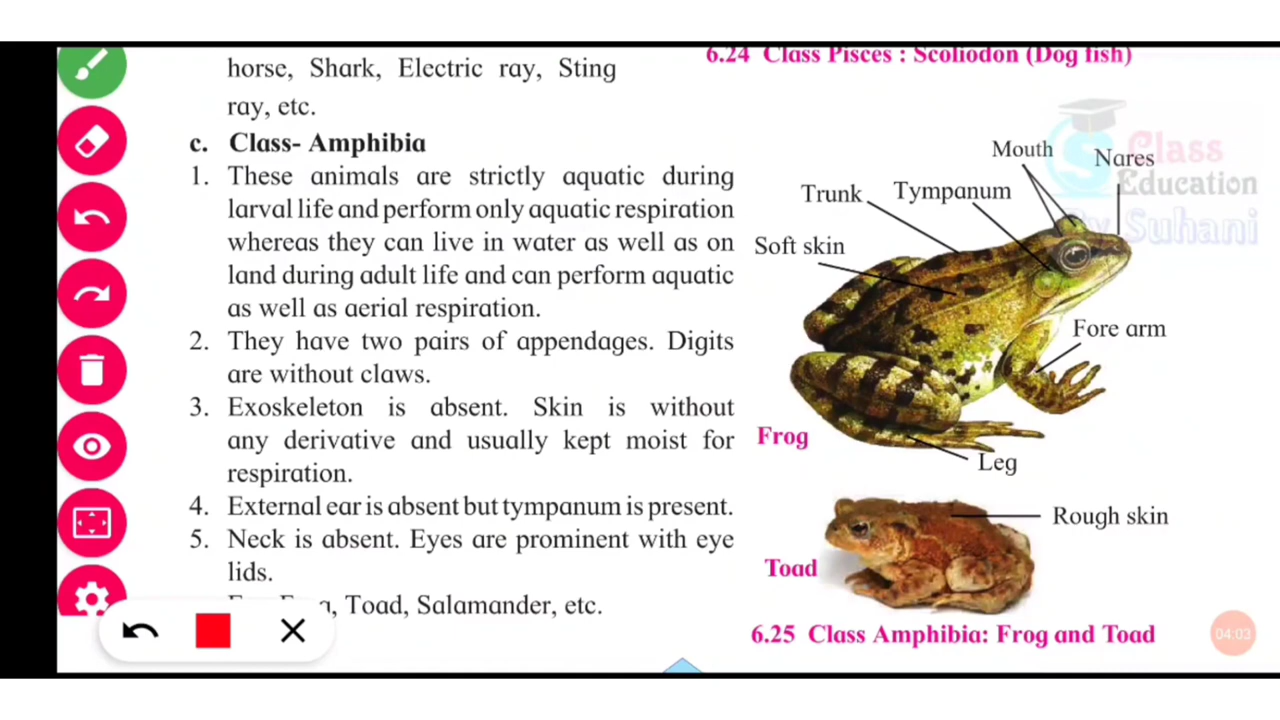 6.24 Class Pisces : Scoliodon (Dog fish)
horse, Shark, Electric ray, Sting
ray, etc.
c. Class- Amphibia
1. These animals are strictly aquatic during
larval life and perform only aquatic respiration
whereas they can live in water as well as on
land during adult life and can perform aquatic
as well as aerial respiration.
2. They have two pairs of appendages. Digits
are without claws.
3. Exoskeleton is absent. Skin is without
any derivative and usually kept moist for
respiration.
4. External ear is absent but tympanum is present.
5. Neck is absent. Eyes are prominent with eye
lids.
Toad, Salamander, etc.
Mouth
Nares
Trunk
Tympanum
Soft skin
Fore arm
Frog
Leg
Rough skin
Toad
6.25 Class Amphibia: Frog and Toad
Class
Education
By Suhani
04:03